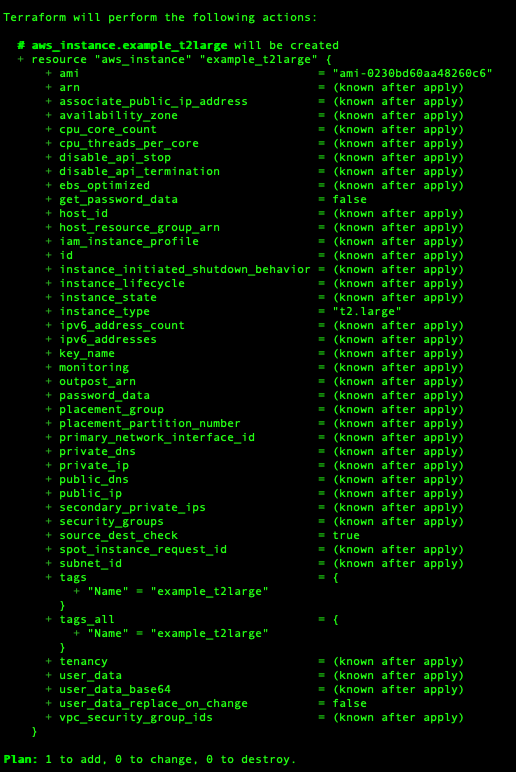 Terraform will perform the following actions:
# aws_instance.example_t2large will be created
+ resource "aws_instance" "example_t2large" {
+ ami = "ami-0230bd60aa48260c6"
+ arn = (known after apply)
+ associate_public_ip_address = (known after apply)
+ availability_zone = (known after apply)
+ cpu_core_count = (known after apply)
+ cpu_threads_per_core = (known after apply)
+ disable_api_stop = (known after apply)
+ disable_api_termination = (known after apply)
+ ebs_optimized = (known after apply)
+ get_password_data = false
+ host_id = (known after apply)
+ host_resource_group_arn = (known after apply)
+ iam_instance_profile = (known after apply)
+ id = (known after apply)
+ instance_initiated_shutdown_behavior = (known after apply)
+ instance_lifecycle = (known after apply)
+ instance_state = (known after apply)
+ instance_type = "t2.large"
+ ipv6_address_count = (known after apply)
+ ipv6_addresses = (known after apply)
+ key_name = (known after apply)
+ monitoring = (known after apply)
+ outpost_arn = (known after apply)
+ password_data = (known after apply)
+ placement_group = (known after apply)
+ placement_partition_number = (known after apply)
+ primary_network_interface_id = (known after apply)
+ private_dns = (known after apply)
+ private_ip = (known after apply)
+ public_dns = (known after apply)
+ public_ip = (known after apply)
+ secondary_private_ips = (known after apply)
+ security_groups = (known after apply)
+ source_dest_check = true
+ spot_instance_request_id = (known after apply)
+ subnet_id = (known after apply)
+ tags = {
+ "Name" = "example_t2large"
}
+ tags_all = {
+ "Name" = "example_t2large"
}
+ tenancy = (known after apply)
+ user_data = (known after apply)
+ user_data_base64 = (known after apply)
+ user_data_replace_on_change = false
+ vpc_security_group_ids = (known after apply)
}
Plan: 1 to add, 0 to change, 0 to destroy.